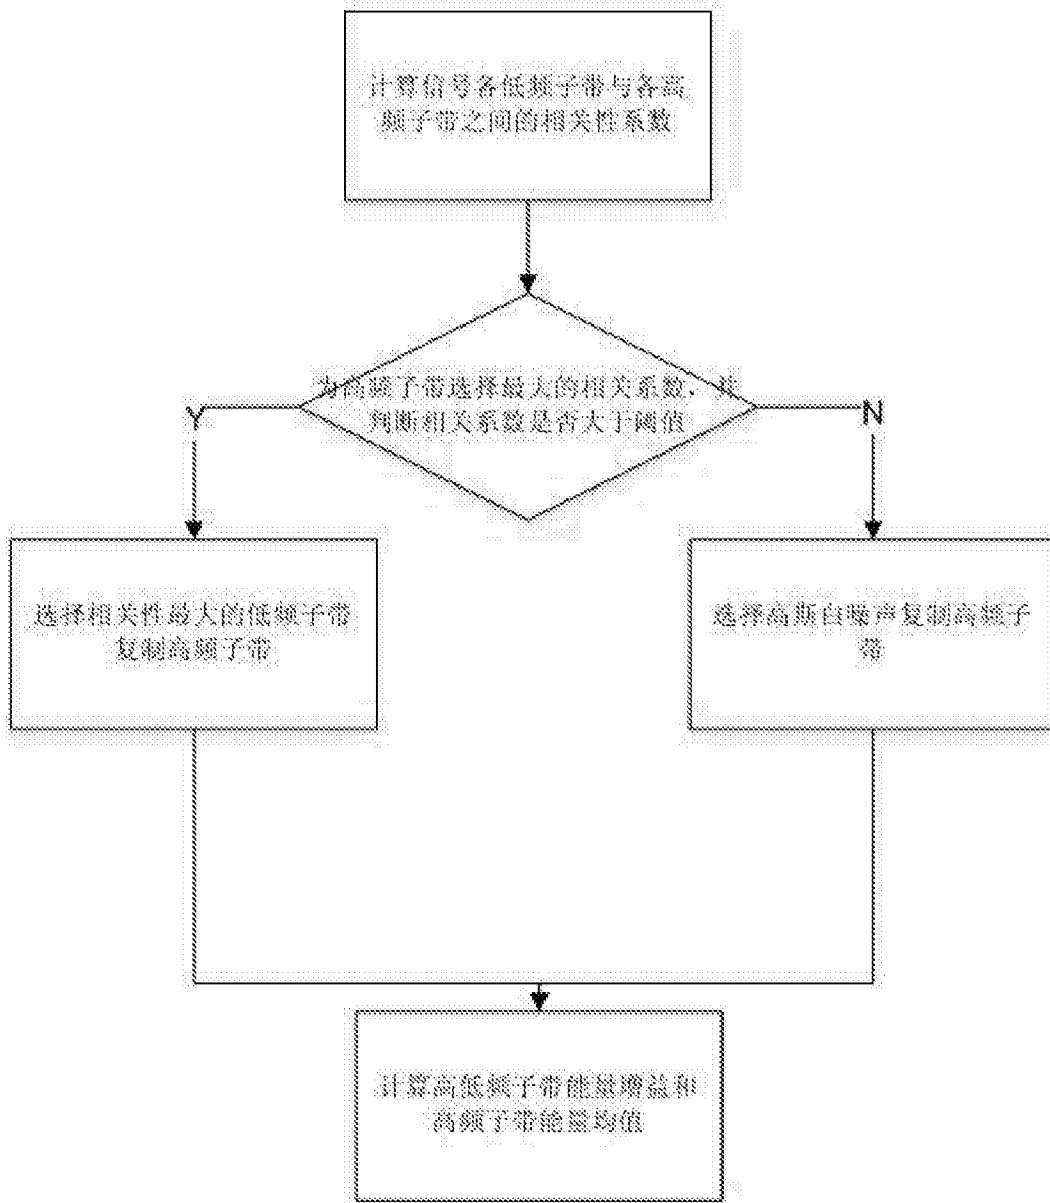 计算信号各低频子带与各高
频子带之间的相关性系数
为高频子带选择最大的相关系数，并
判断相关系数是否大于阈值
Y
N
选择相关性最大的低频子带
复制高频子带
选择高斯白噪声复制高频子
带
计算高低频子带能量增益和
高频子带能量均值